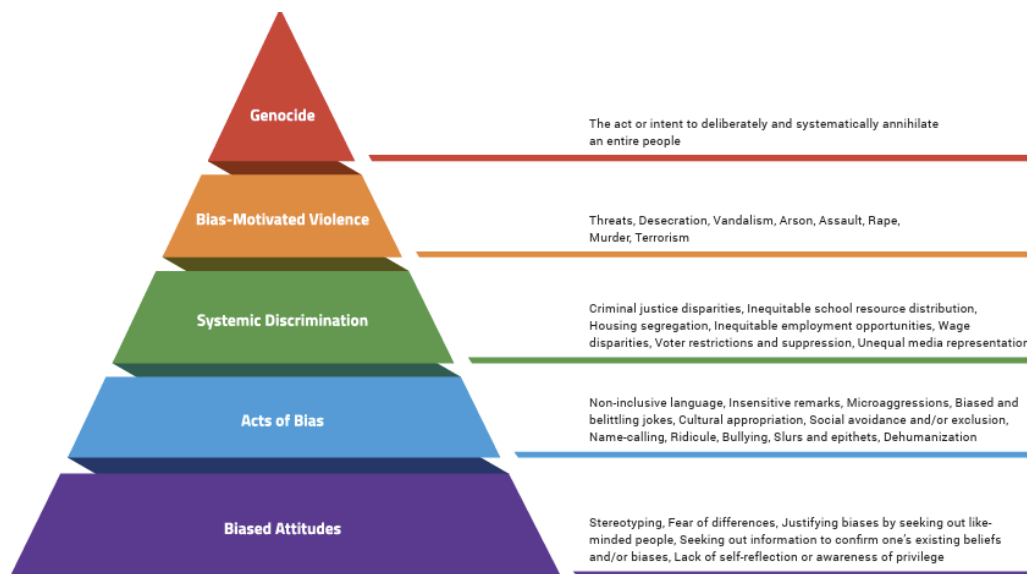 Genocide
The act or intent to deliberately and systematically annihilate
an entire people
Bias-Motivated Violence
Threats, Desecration, Vandalism, Arson, Assault, Rape,
Murder, Terrorism
Systemic Discrimination
Criminal justice disparities, Inequitable school resource distribution,
Housing segregation, Inequitable employment opportunities, Wage
disparities, Voter restrictions and suppression, Unequal media representation
Acts of Bias
Non-inclusive language, Insensitive remarks, Microaggressions, Biased and
belittling jokes, Cultural appropriation, Social avoidance and/or exclusion,
Name-calling, Ridicule, Bullying, Slurs and epithets, Dehumanization
Biased Attitudes
Stereotyping, Fear of differences, Justifying biases by seeking out like-
minded people, Seeking out information to confirm one's existing beliefs
and/or biases, Lack of self-reflection or awareness of privilege